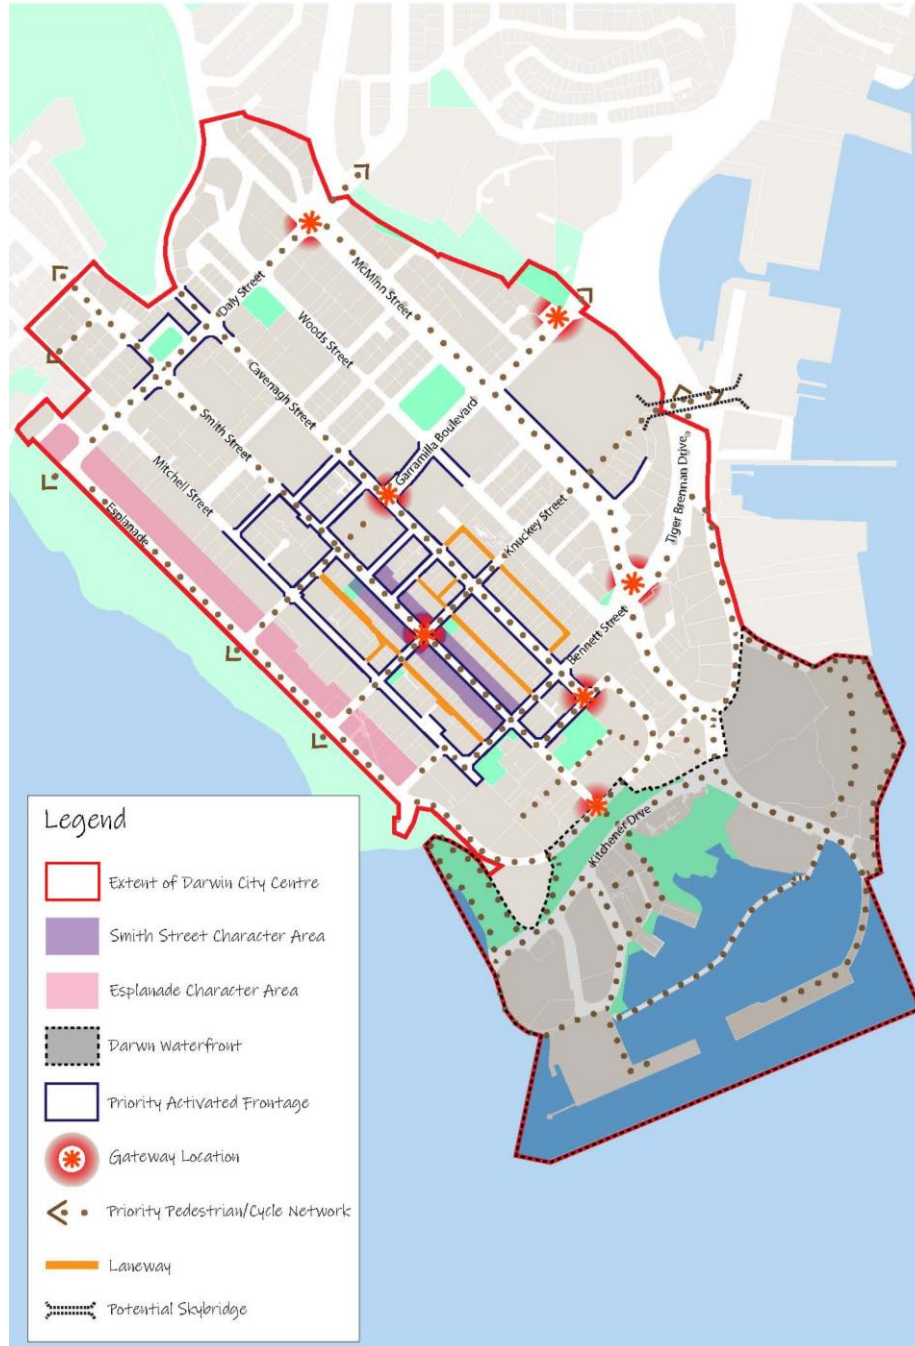 Daly Street
McMinn Street
Woods Street
Cavenagh Street
Smith Street
Garramilla Boulevard
Mitchell Street
Esplanade
Knuckey Street
Tiger Brennan Drive
Bennett Street
Kitchener Drive
Legend
Extent of Darwin City Centre
Smith Street Character Area
Esplanade Character Area
Darwn Waterfront
Priority Activated Frontage
Gateway Location
Priority Pedestrian/Cycle Network
Laneway
Potential Skybridge